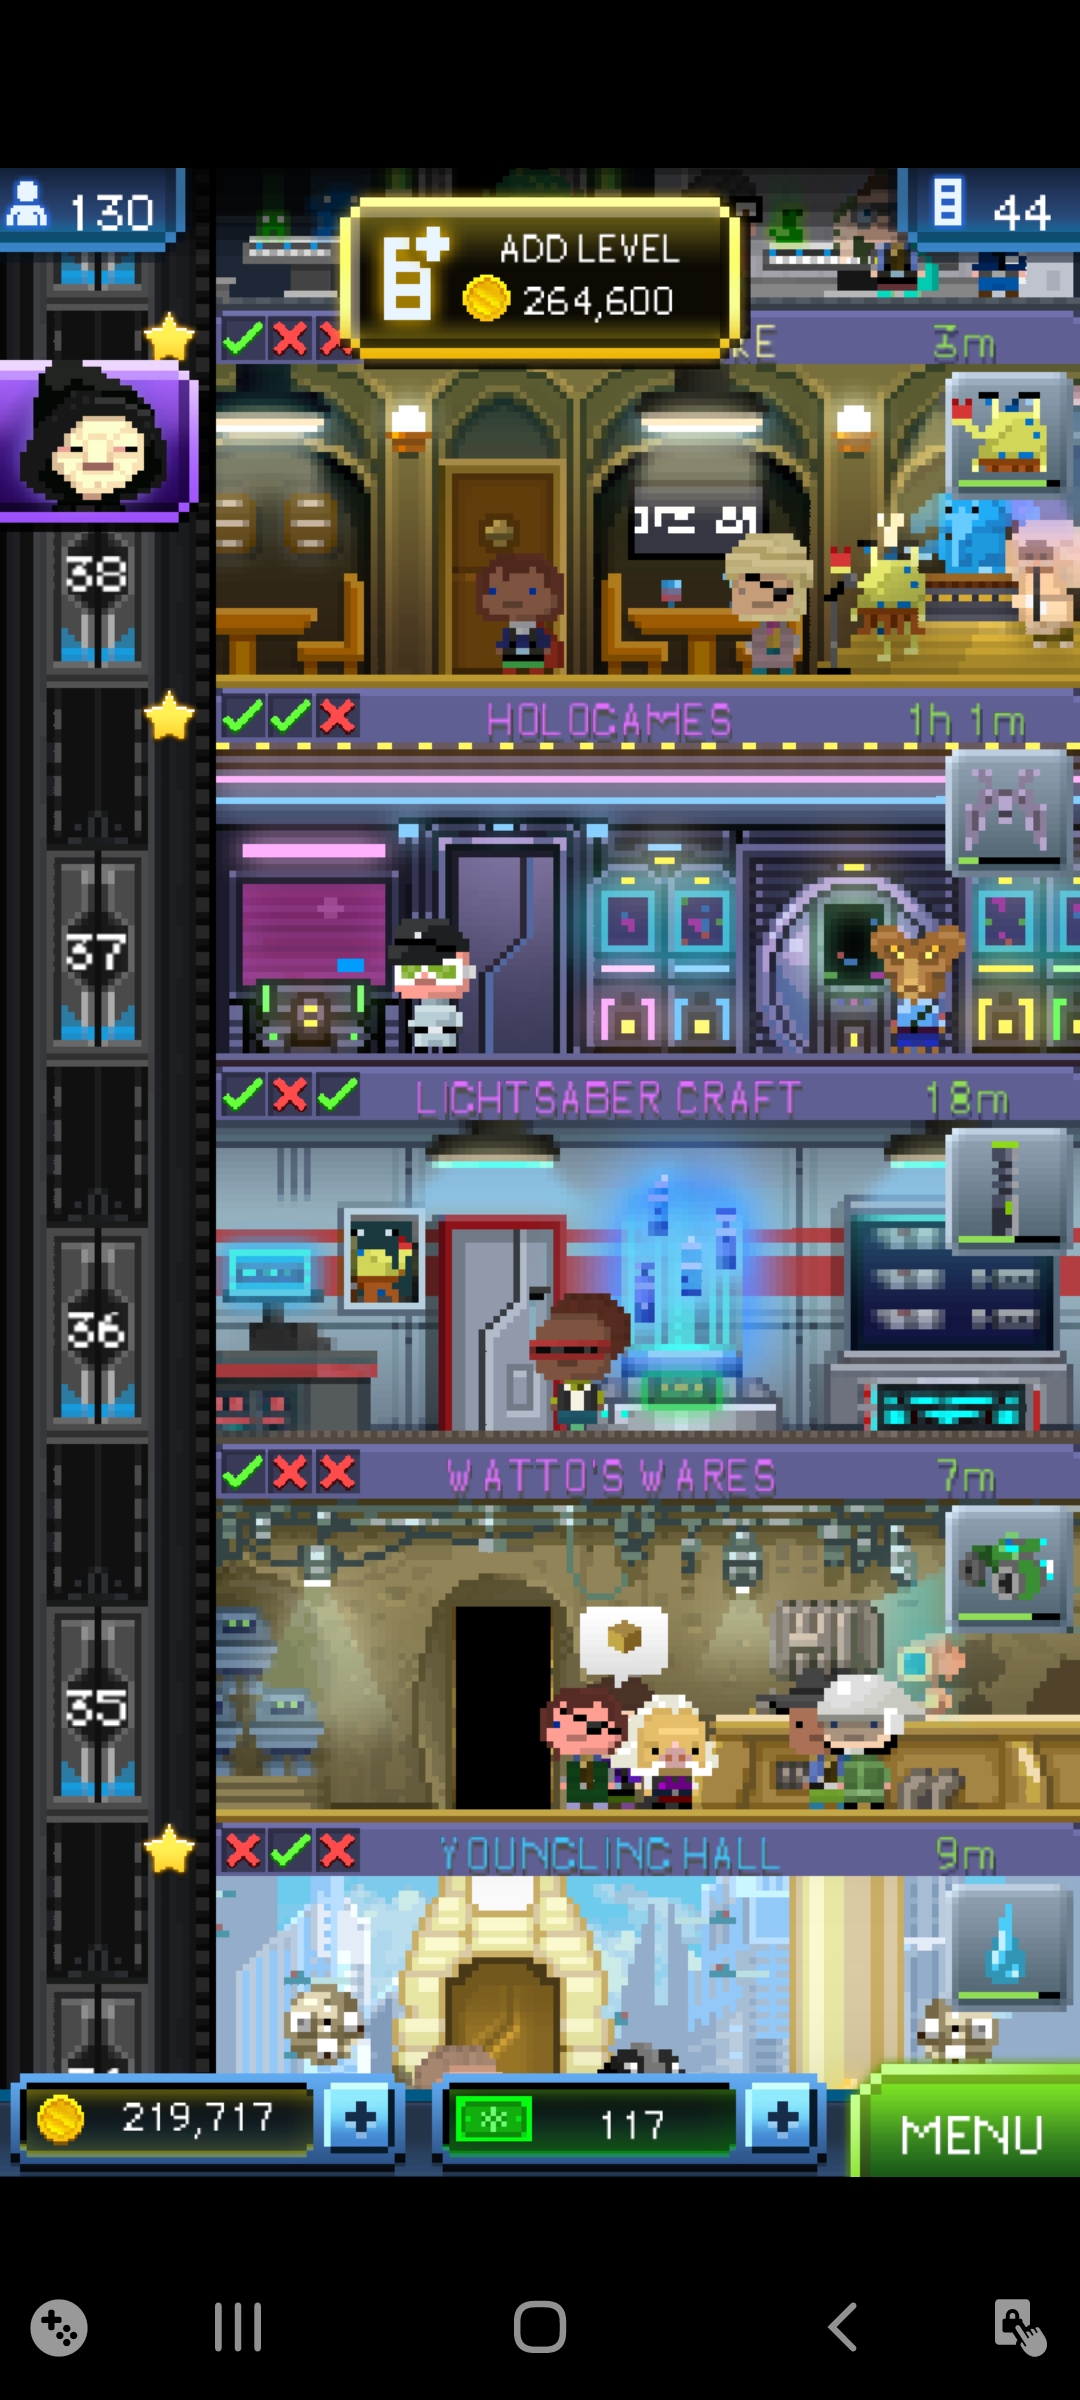 130
44
ADD LEVEL
264,600
KE 3m
38
HOLOGAMES 1h 1m
37
LIGHTSABER CRAFT 18m
36
WATTO'S WARES 7m
35
YOUNGLING HALL 9m
219,717
117
MENU